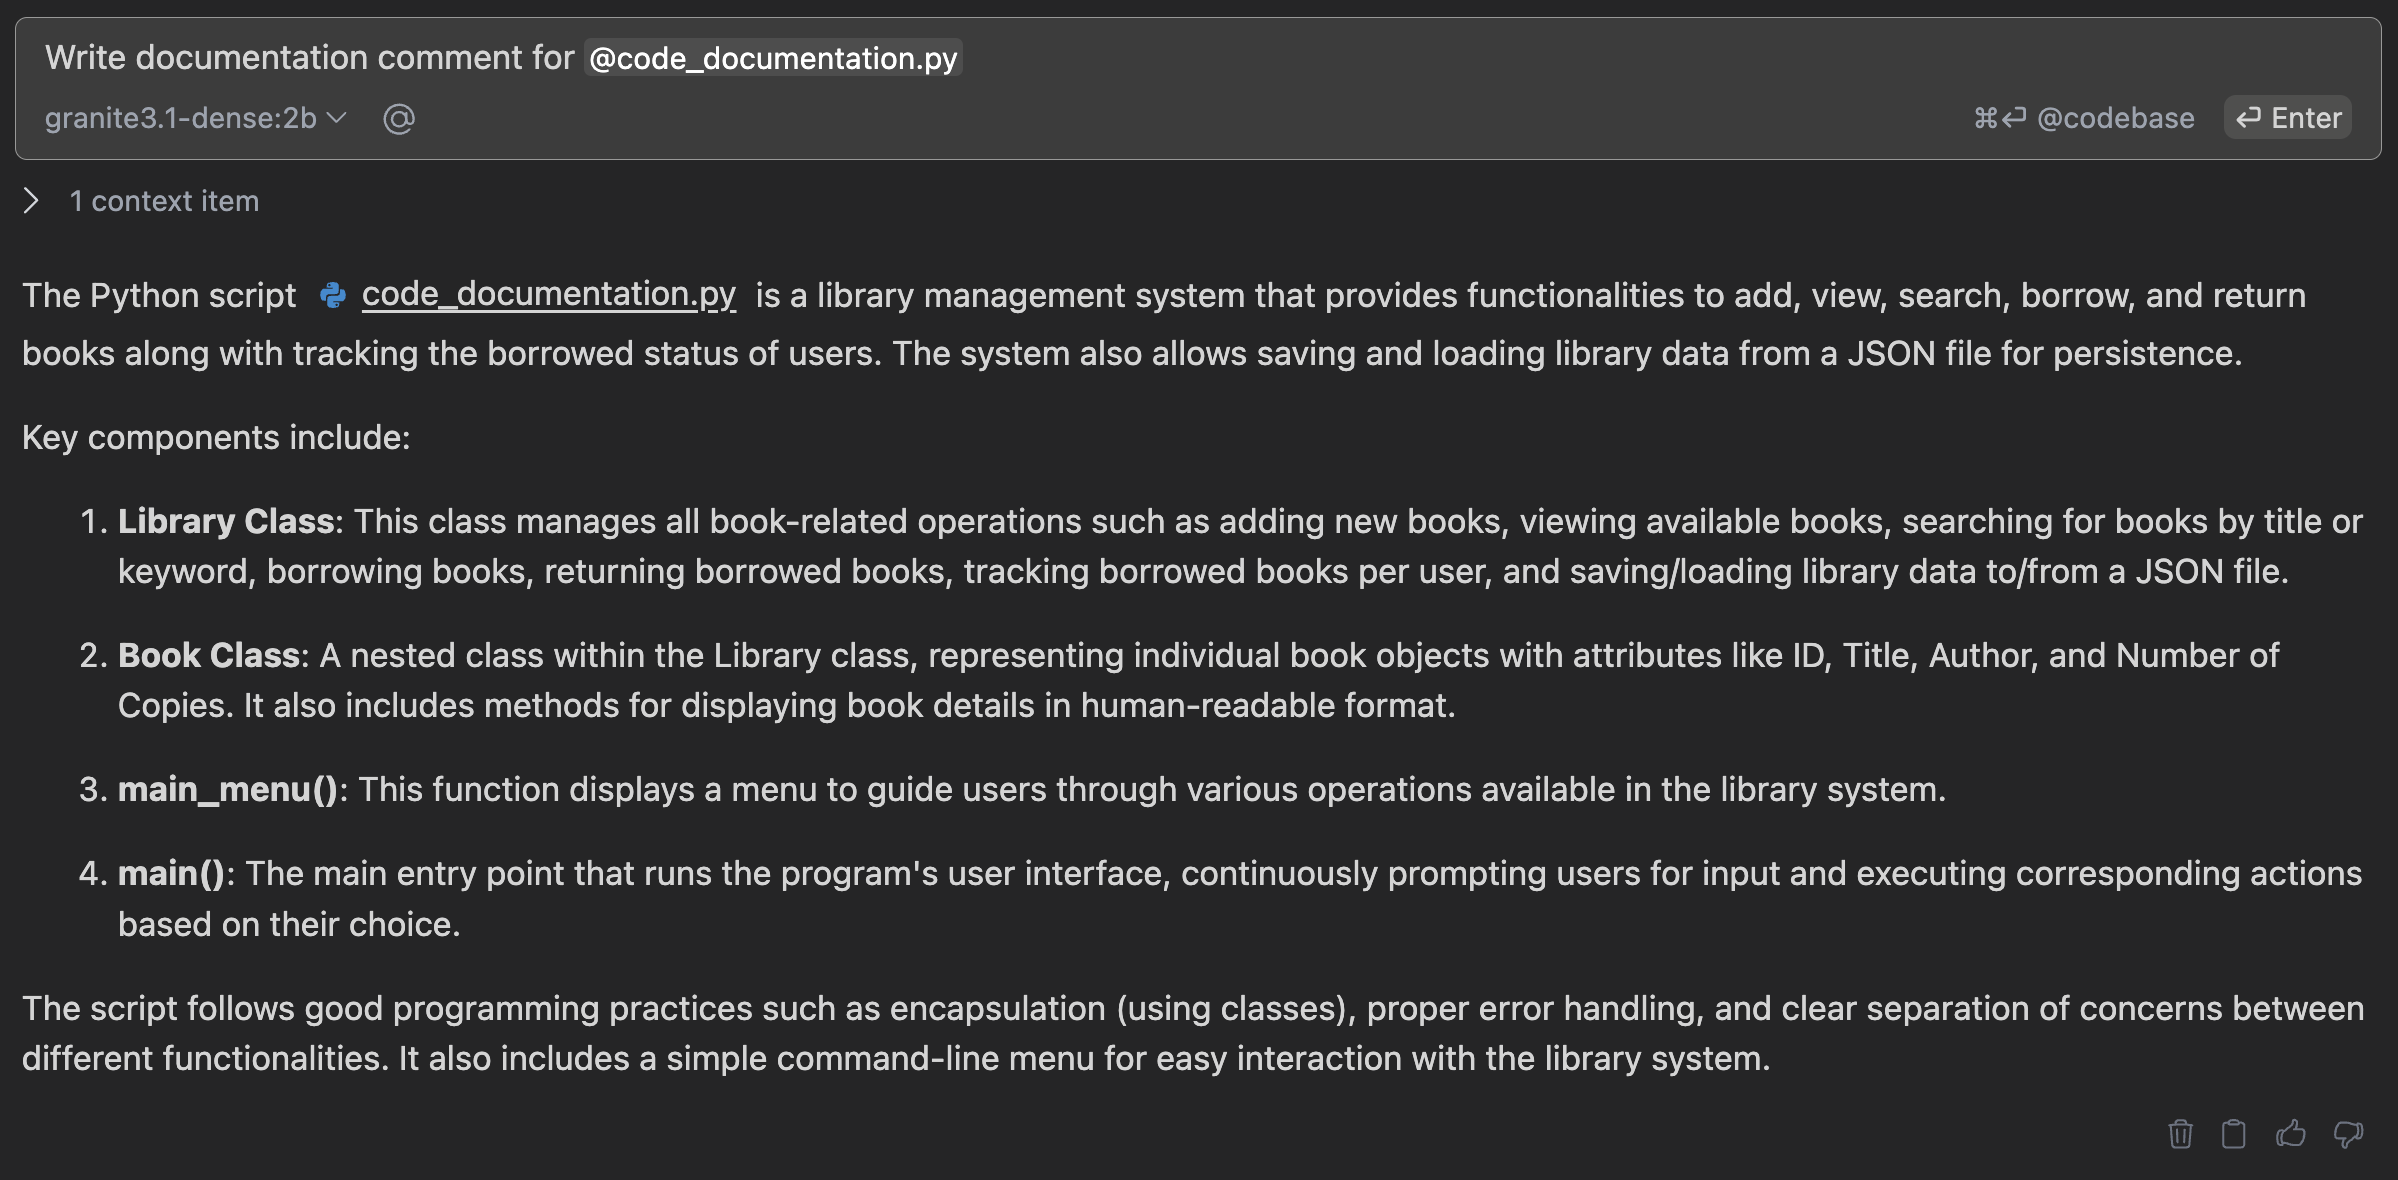 Write documentation comment for @code_documentation.py
granite3.1-dense:2b @ ⌘⏎ @codebase ⏎ Enter
1 context item
The Python script code_documentation.py is a library management system that provides functionalities to add, view, search, borrow, and return
books along with tracking the borrowed status of users. The system also allows saving and loading library data from a JSON file for persistence.
Key components include:
1. Library Class: This class manages all book-related operations such as adding new books, viewing available books, searching for books by title or
keyword, borrowing books, returning borrowed books, tracking borrowed books per user, and saving/loading library data to/from a JSON file.
2. Book Class: A nested class within the Library class, representing individual book objects with attributes like ID, Title, Author, and Number of
Copies. It also includes methods for displaying book details in human-readable format.
3. main_menu(): This function displays a menu to guide users through various operations available in the library system.
4. main(): The main entry point that runs the program's user interface, continuously prompting users for input and executing corresponding actions
based on their choice.
The script follows good programming practices such as encapsulation (using classes), proper error handling, and clear separation of concerns between
different functionalities. It also includes a simple command-line menu for easy interaction with the library system.